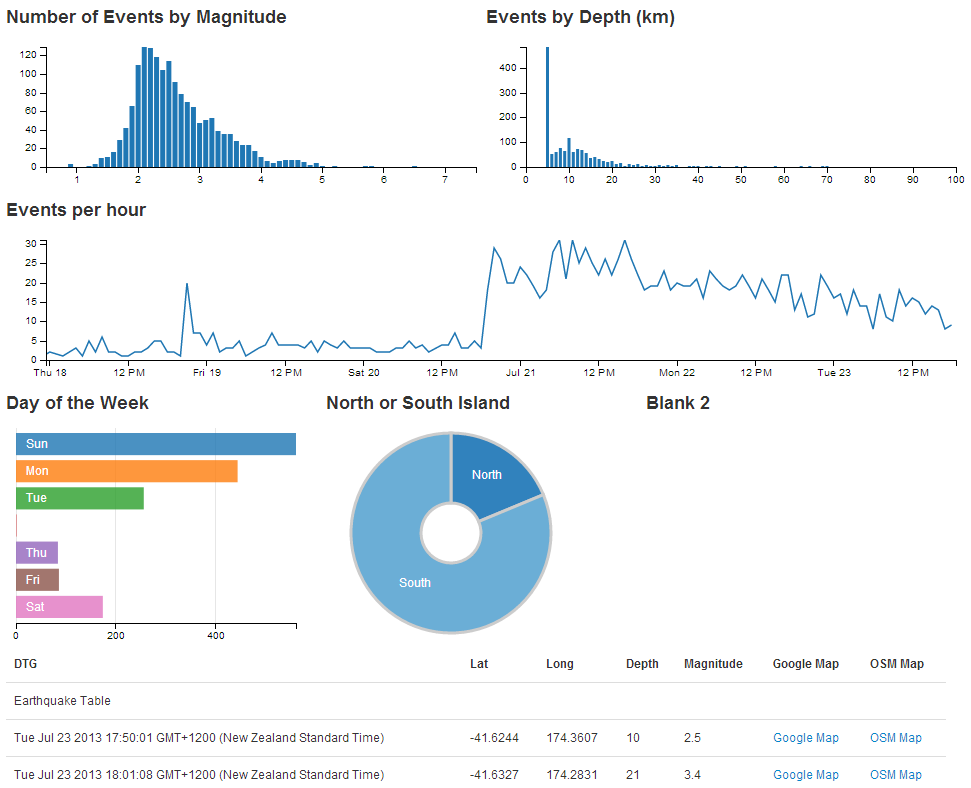 Number of Events by Magnitude
Events by Depth (km)
120
100
80
60
40
20
0
1 2 3 4 5 6 7
400
300
200
100
0
0 10 20 30 40 50 60 70 80 90 100
Events per hour
30
25
20
15
10
5
0
Thu 18 12 PM Fri 19 12 PM Sat 20 12 PM Jul 21 12 PM Mon 22 12 PM Tue 23 12 PM
Day of the Week
North or South Island
Blank 2
Sun
Mon
Tue
Thu
Fri
Sat
0 200 400
North
South
DTG Lat Long Depth Magnitude Google Map OSM Map
Earthquake Table
Tue Jul 23 2013 17:50:01 GMT+1200 (New Zealand Standard Time) -41.6244 174.3607 10 2.5 Google Map OSM Map
Tue Jul 23 2013 18:01:08 GMT+1200 (New Zealand Standard Time) -41.6327 174.2831 21 3.4 Google Map OSM Map